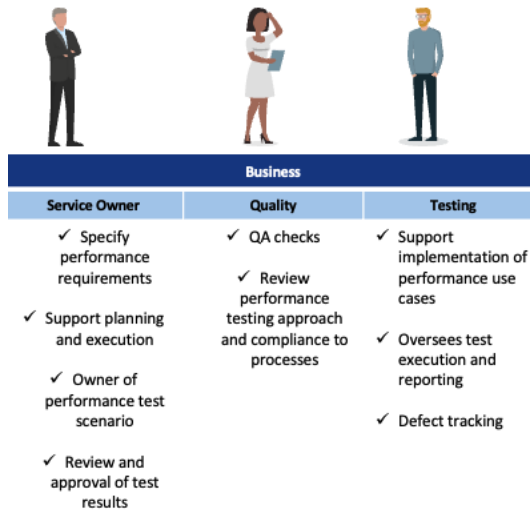 Business
Service Owner
Quality
Testing
✓ Specify
performance
requirements
✓ Support planning
and execution
✓ Owner of
performance test
scenario
✓ Review and
approval of test
results
✓ QA checks
✓ Review
performance
testing approach
and compliance to
processes
✓ Support
implementation of
performance use
cases
✓ Oversees test
execution and
reporting
✓ Defect tracking